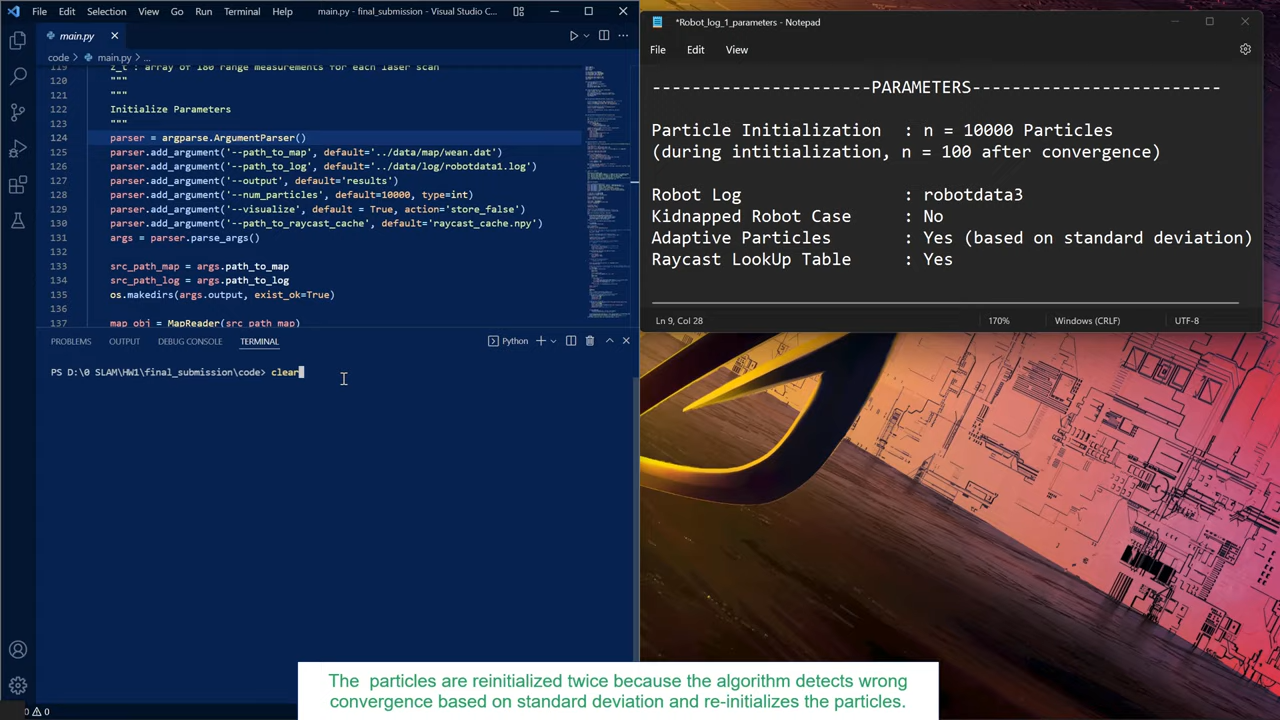 File Edit Selection View Go Run Terminal Help main.py - final_submission - Visual Studio C...
main.py
code > main.py > ...
119 z_t : array of 180 range measurements for each laser scan
120 """
121 """
122 Initialize Parameters
123 """
124 parser = argparse.ArgumentParser()
125 parser.add_argument('--path_to_map', default='../data/map/wean.dat')
126 parser.add_argument('--path_to_log', default='../data/log/robotdata1.log')
127 parser.add_argument('--output', default='results')
128 parser.add_argument('--num_particles', default=10000, type=int)
129 parser.add_argument('--visualize', default = True, action='store_false')
130 parser.add_argument('--path_to_raycast_cache', default='raycast_cache.npy')
131 args = parser.parse_args()
132
133 src_path_map = args.path_to_map
134 src_path_log = args.path_to_log
135 os.makedirs(args.output, exist_ok=True)
136
137 map_obj = MapReader(src_path_map)
PROBLEMS OUTPUT DEBUG CONSOLE TERMINAL Python
PS D:\0 SLAM\HW1\final_submission\code> clear
0 0
*Robot_log_1_parameters - Notepad
File Edit View
----------------------PARAMETERS-------------------------
Particle Initialization : n = 10000 Particles
(during intitialization, n = 100 after convergence)
Robot Log : robotdata3
Kidnapped Robot Case : No
Adaptive Particles : Yes (based on standard deviation)
Raycast LookUp Table : Yes
Ln 9, Col 28 170% Windows (CRLF) UTF-8
The particles are reinitialized twice because the algorithm detects wrong
convergence based on standard deviation and re-initializes the particles.